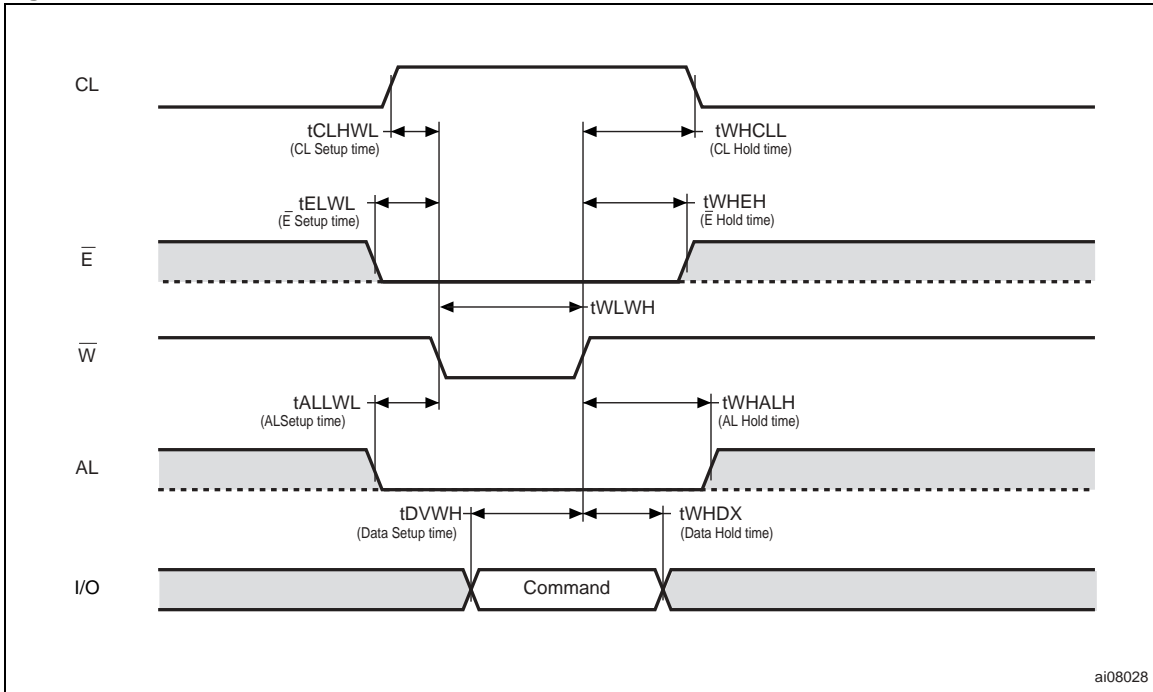 CL
tCLHWL
(CL Setup time)
tWHCLL
(CL Hold time)
tELWL
(E̅ Setup time)
tWHEH
(E̅ Hold time)
E̅
tWLWH
W̅
tALLWL
(ALSetup time)
tWHALH
(AL Hold time)
AL
tDVWH
(Data Setup time)
tWHDX
(Data Hold time)
I/O
Command
ai08028